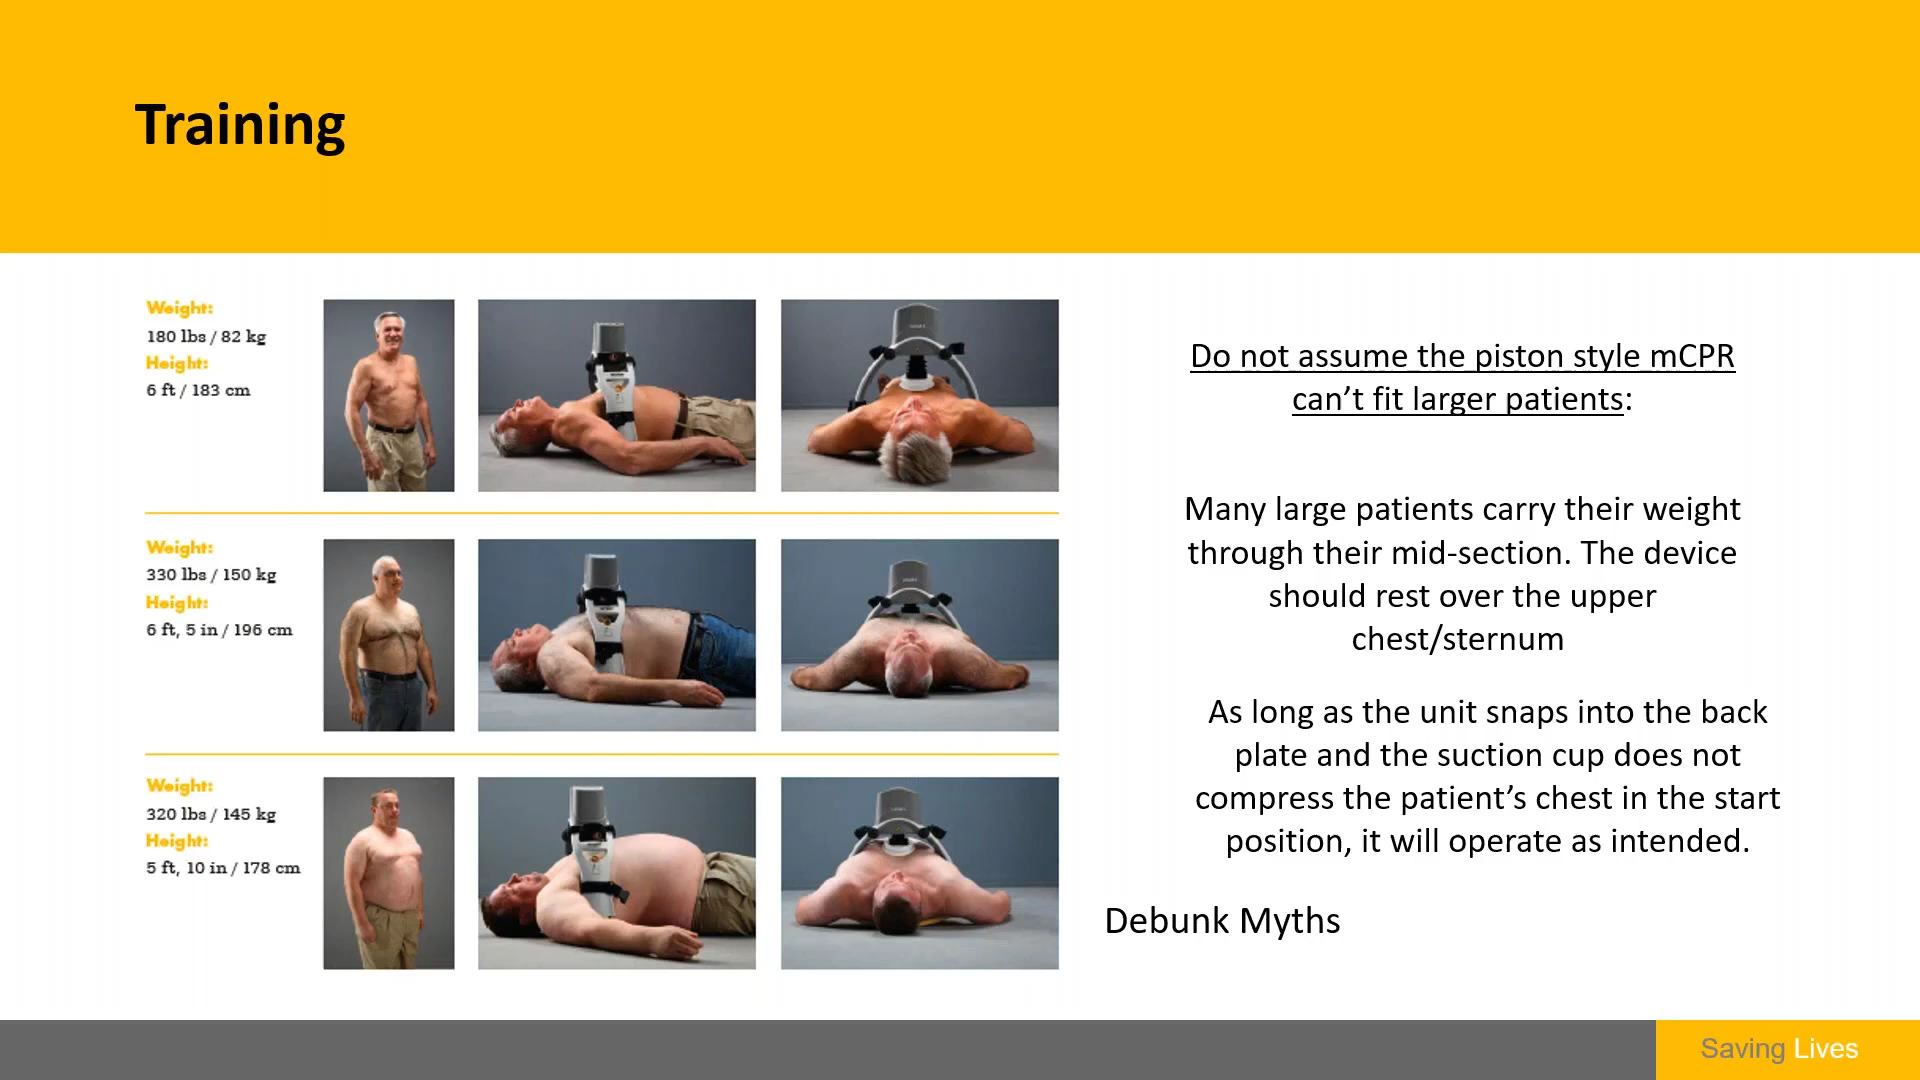 Training
Weight:
180 lbs / 82 kg
Height:
6 ft / 183 cm
Weight:
330 lbs / 150 kg
Height:
6 ft, 5 in / 196 cm
Weight:
320 lbs / 145 kg
Height:
5 ft, 10 in / 178 cm
Do not assume the piston style mCPR
can’t fit larger patients:
Many large patients carry their weight
through their mid-section. The device
should rest over the upper
chest/sternum
As long as the unit snaps into the back
plate and the suction cup does not
compress the patient’s chest in the start
position, it will operate as intended.
Debunk Myths
Saving Lives